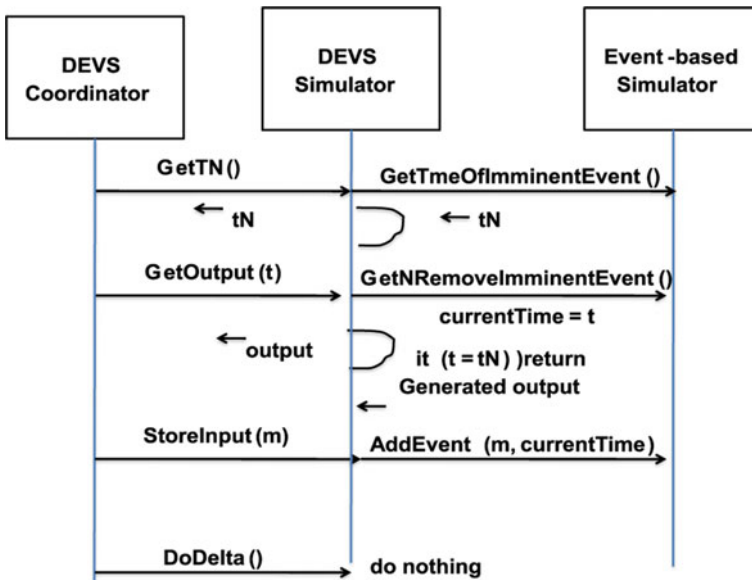 DEVS
Coordinator
DEVS
Simulator
Event -based
Simulator
GetTN ()
GetTmeOfImminentEvent ()
tN
tN
GetOutput (t)
GetNRemoveImminentEvent()
currentTime = t
output
it (t = tN) )return
Generated output
StoreInput (m)
AddEvent (m, currentTime)
DoDelta ()
do nothing